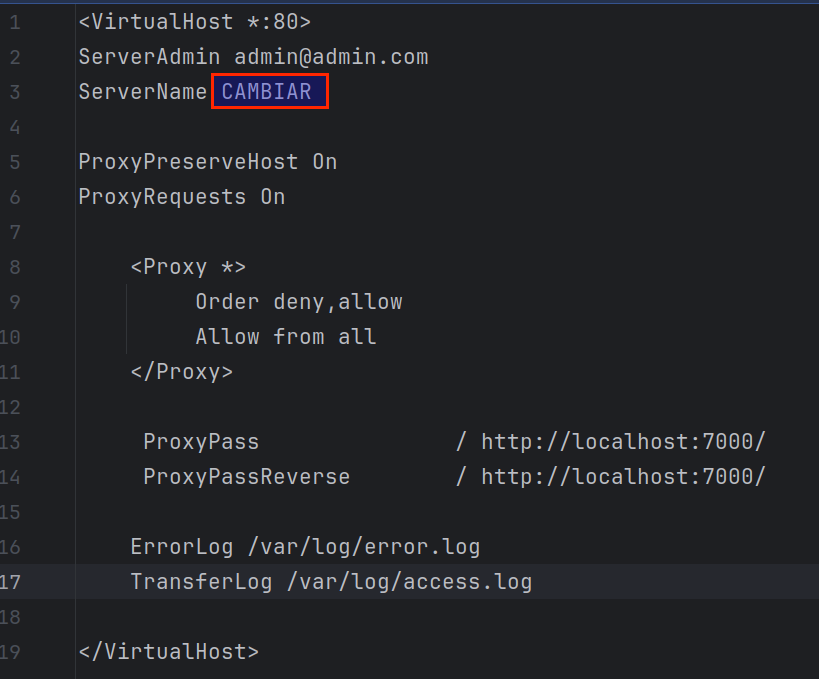 1 <VirtualHost *:80>
2 ServerAdmin admin@admin.com
3 ServerName CAMBIAR
4
5 ProxyPreserveHost On
6 ProxyRequests On
7
8 <Proxy *>
9 Order deny,allow
10 Allow from all
11 </Proxy>
12
13 ProxyPass / http://localhost:7000/
14 ProxyPassReverse / http://localhost:7000/
15
16 ErrorLog /var/log/error.log
17 TransferLog /var/log/access.log
18
19 </VirtualHost>